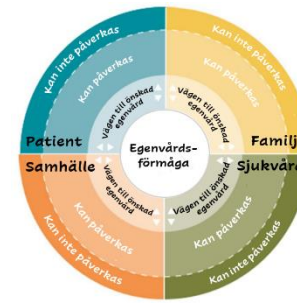 Kan inte påverkas
Kan inte påverkas
Kan påverkas
Kan påverkas
Vägen till önskad
egenvård
Vägen till önskad
egenvård
Patient
Familj
Egenvårds-
förmåga
Samhälle
Sjukvård
Vägen till önskad
egenvård
Vägen till önskad
egenvård
Kan påverkas
Kan påverkas
Kan inte påverkas
Kan inte påverkas